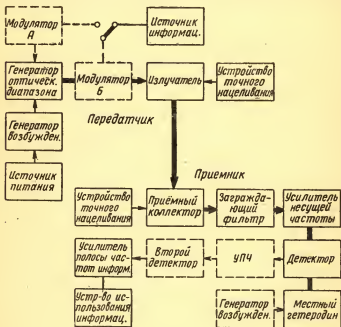 Модулятор
А
Источник
информац.
Генератор
оптическ.
диапазона
Модулятор
Б
Излучатель
Устройство
точного
нацеливания
Передатчик
Генератор
возбужден.
Источник
питания
Приемник
Устройство
точного
нацеливания
Приёмный
коллектор
Загражда-
ющий
фильтр
Усилитель
несущей
частоты
Усилитель
полосы час-
тот информ.
Второй
детектор
УПЧ
Детектор
Устр-во ис-
пользования
информац.
Генератор
возбужден.
Местный
гетеродин